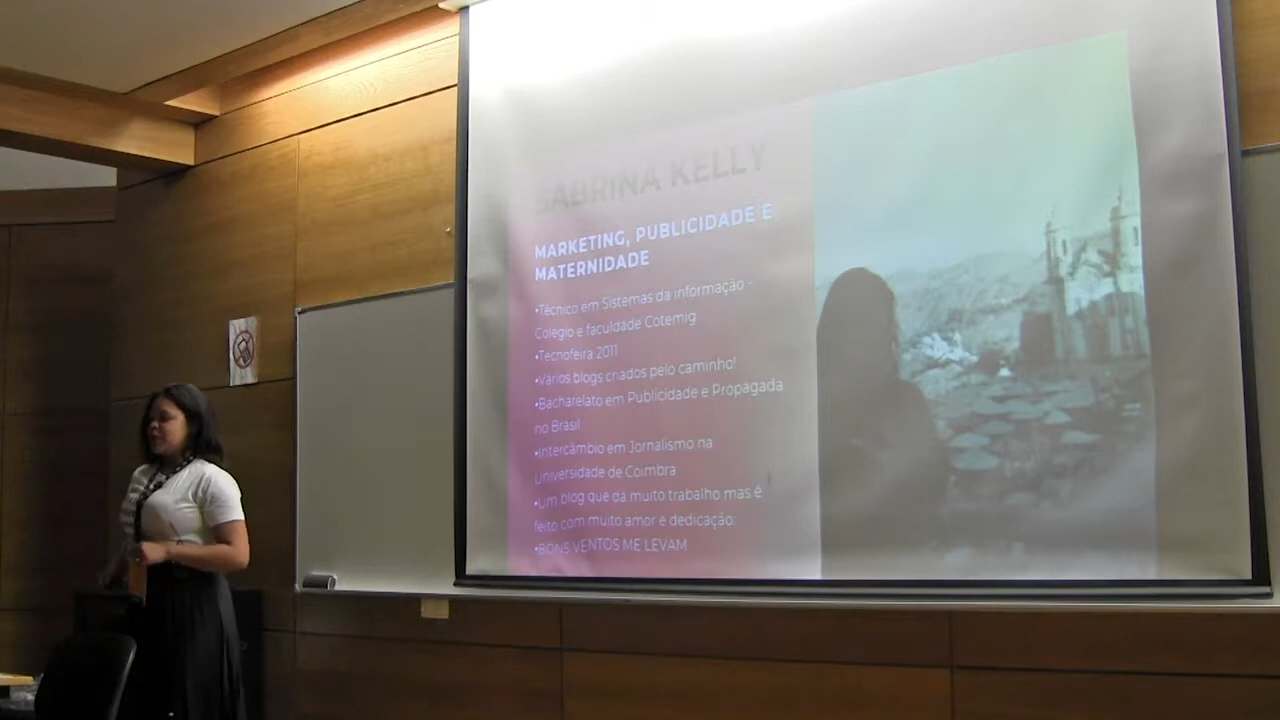 SABRINA KELLY
MARKETING, PUBLICIDADE E
MATERNIDADE
•Técnico em Sistemas da informação -
Colegio e faculdade Cotemig
•Tecnofeira 2011
•Varios blogs criados pelo caminho!
•Bacharelato em Publicidade e Propagada
no Brasil
•Intercâmbio em Jornalismo na
Universidade de Coimbra
•Um blog que da muito trabalho mas é
feito com muito amor e dedicação:
•BONS VENTOS ME LEVAM